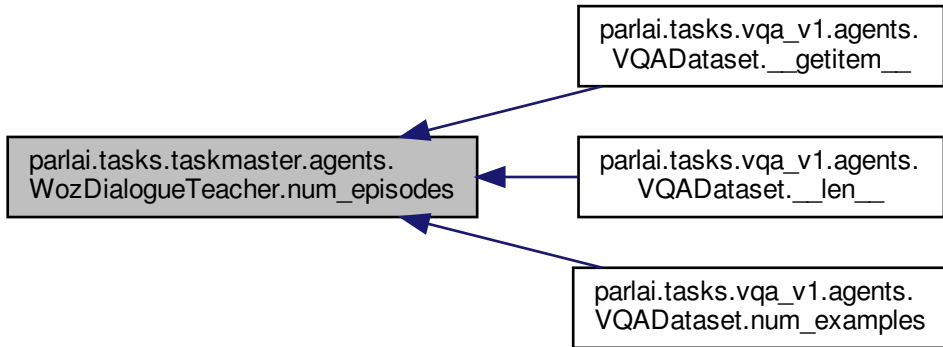 parlai.tasks.vqa_v1.agents.
VQADataset.__getitem__
parlai.tasks.taskmaster.agents.
WozDialogueTeacher.num_episodes
parlai.tasks.vqa_v1.agents.
VQADataset.__len__
parlai.tasks.vqa_v1.agents.
VQADataset.num_examples